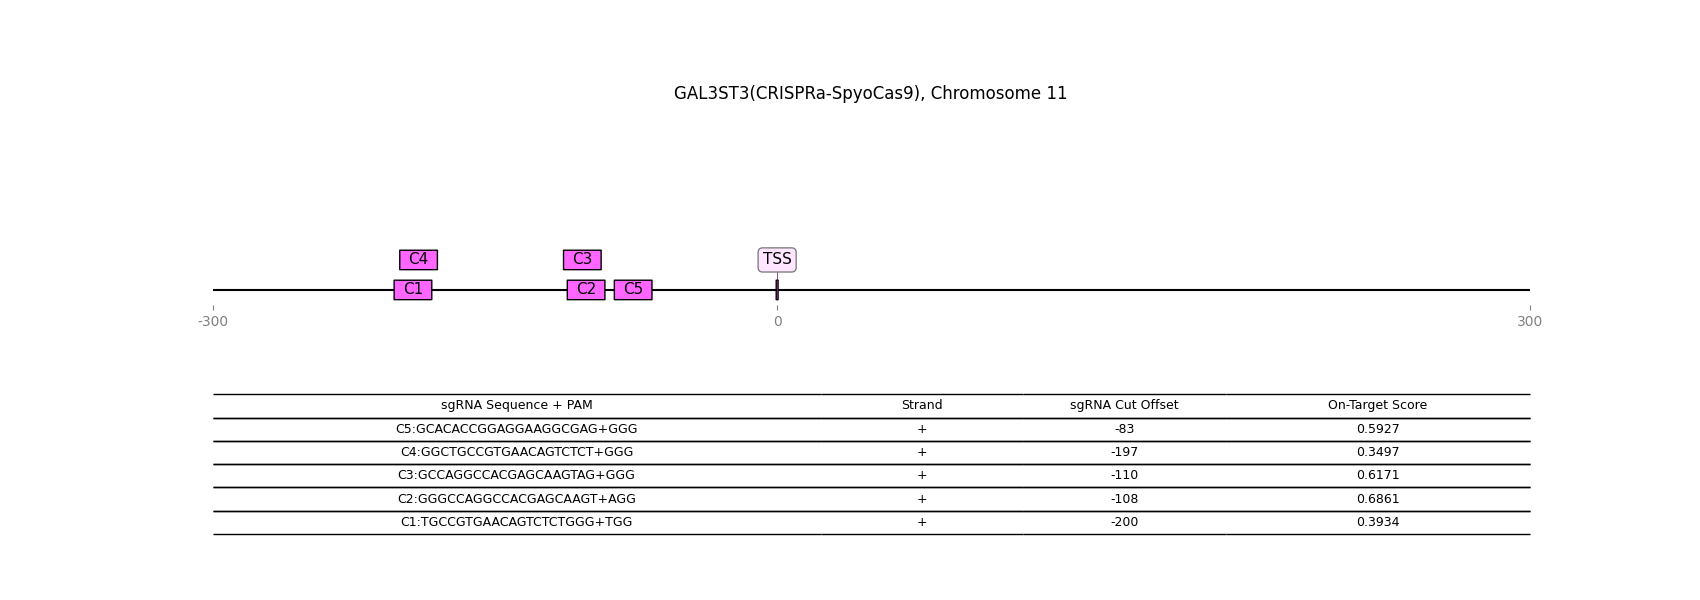 GAL3ST3(CRISPRa-SpyoCas9), Chromosome 11
C4 C3 TSS
C1 C2 C5
-300 0 300
sgRNA Sequence + PAM Strand sgRNA Cut Offset On-Target Score
C5:GCACACCGGAGGAAGGCGAG+GGG + -83 0.5927
C4:GGCTGCCGTGAACAGTCTCT+GGG + -197 0.3497
C3:GCCAGGCCACGAGCAAGTAG+GGG + -110 0.6171
C2:GGGCCAGGCCACGAGCAAGT+AGG + -108 0.6861
C1:TGCCGTGAACAGTCTCTGGG+TGG + -200 0.3934